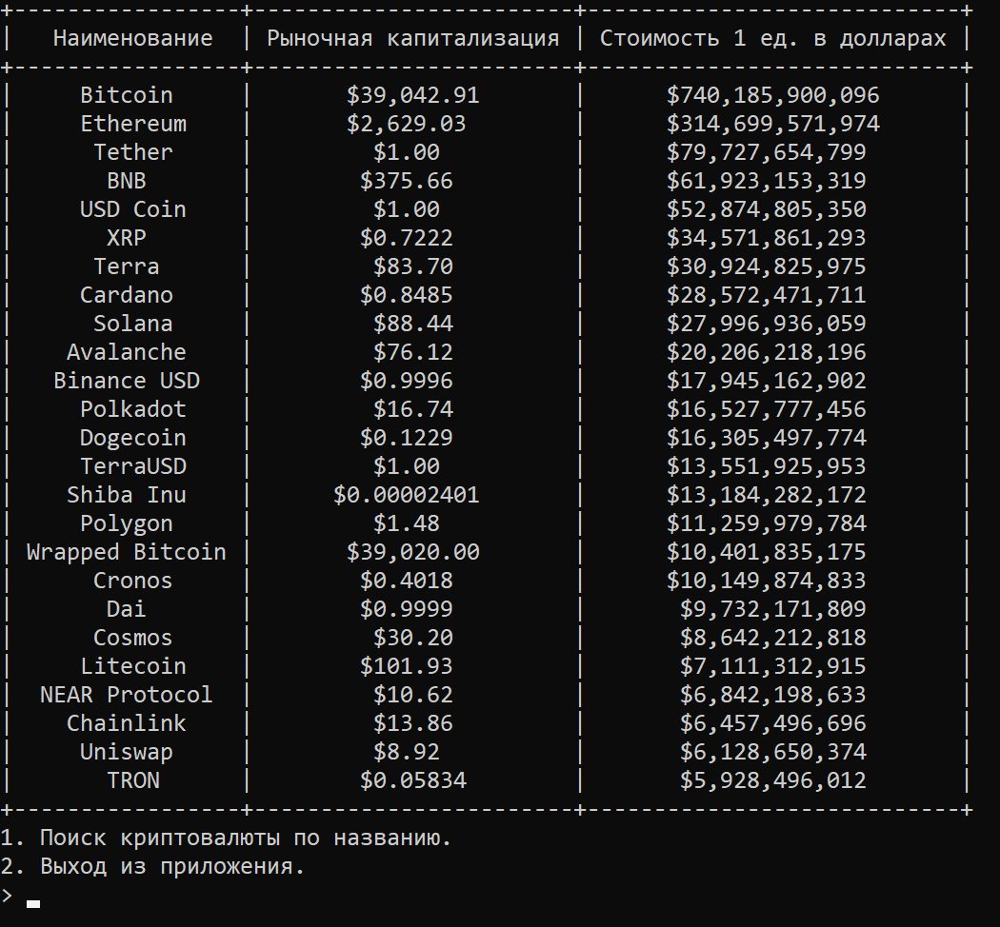 +-----------------+------------------------+----------------------------+
| Наименование | Рыночная капитализация | Стоимость 1 ед. в долларах |
+-----------------+------------------------+----------------------------+
| Bitcoin | $39,042.91 | $740,185,900,096 |
| Ethereum | $2,629.03 | $314,699,571,974 |
| Tether | $1.00 | $79,727,654,799 |
| BNB | $375.66 | $61,923,153,319 |
| USD Coin | $1.00 | $52,874,805,350 |
| XRP | $0.7222 | $34,571,861,293 |
| Terra | $83.70 | $30,924,825,975 |
| Cardano | $0.8485 | $28,572,471,711 |
| Solana | $88.44 | $27,996,936,059 |
| Avalanche | $76.12 | $20,206,218,196 |
| Binance USD | $0.9996 | $17,945,162,902 |
| Polkadot | $16.74 | $16,527,777,456 |
| Dogecoin | $0.1229 | $16,305,497,774 |
| TerraUSD | $1.00 | $13,551,925,953 |
| Shiba Inu | $0.00002401 | $13,184,282,172 |
| Polygon | $1.48 | $11,259,979,784 |
| Wrapped Bitcoin | $39,020.00 | $10,401,835,175 |
| Cronos | $0.4018 | $10,149,874,833 |
| Dai | $0.9999 | $9,732,171,809 |
| Cosmos | $30.20 | $8,642,212,818 |
| Litecoin | $101.93 | $7,111,312,915 |
| NEAR Protocol | $10.62 | $6,842,198,633 |
| Chainlink | $13.86 | $6,457,496,696 |
| Uniswap | $8.92 | $6,128,650,374 |
| TRON | $0.05834 | $5,928,496,012 |
+-----------------+------------------------+----------------------------+
1. Поиск криптовалюты по названию.
2. Выход из приложения.
> _